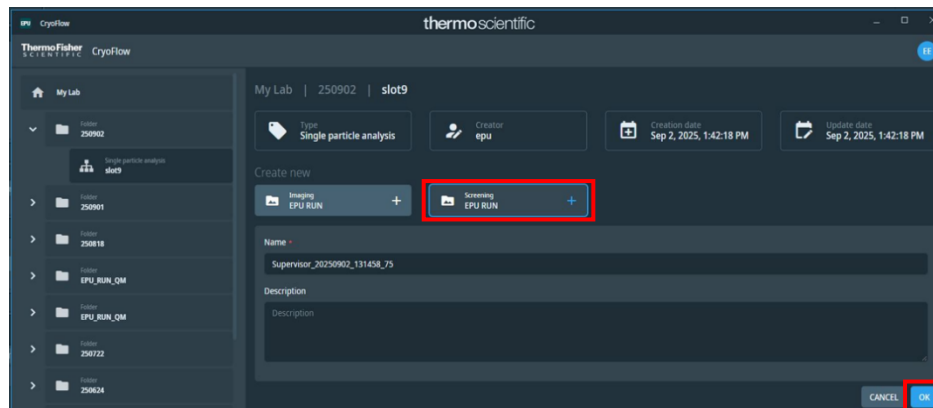 EPU CryoFlow
thermo scientific
ThermoFisher
SCIENTIFIC
CryoFlow
EE
My Lab
Folder
250902
Single particle analysis
slot9
Folder
250901
Folder
250818
Folder
EPU_RUN_QM
Folder
EPU_RUN_QM
Folder
250722
Folder
250624
My Lab | 250902 | slot9
Type
Single particle analysis
Creator
epu
Creation date
Sep 2, 2025, 1:42:18 PM
Update date
Sep 2, 2025, 1:42:18 PM
Create new
Imaging
EPU RUN +
Screening
EPU RUN +
Name *
Supervisor_20250902_131458_75
Description
Description
CANCEL OK